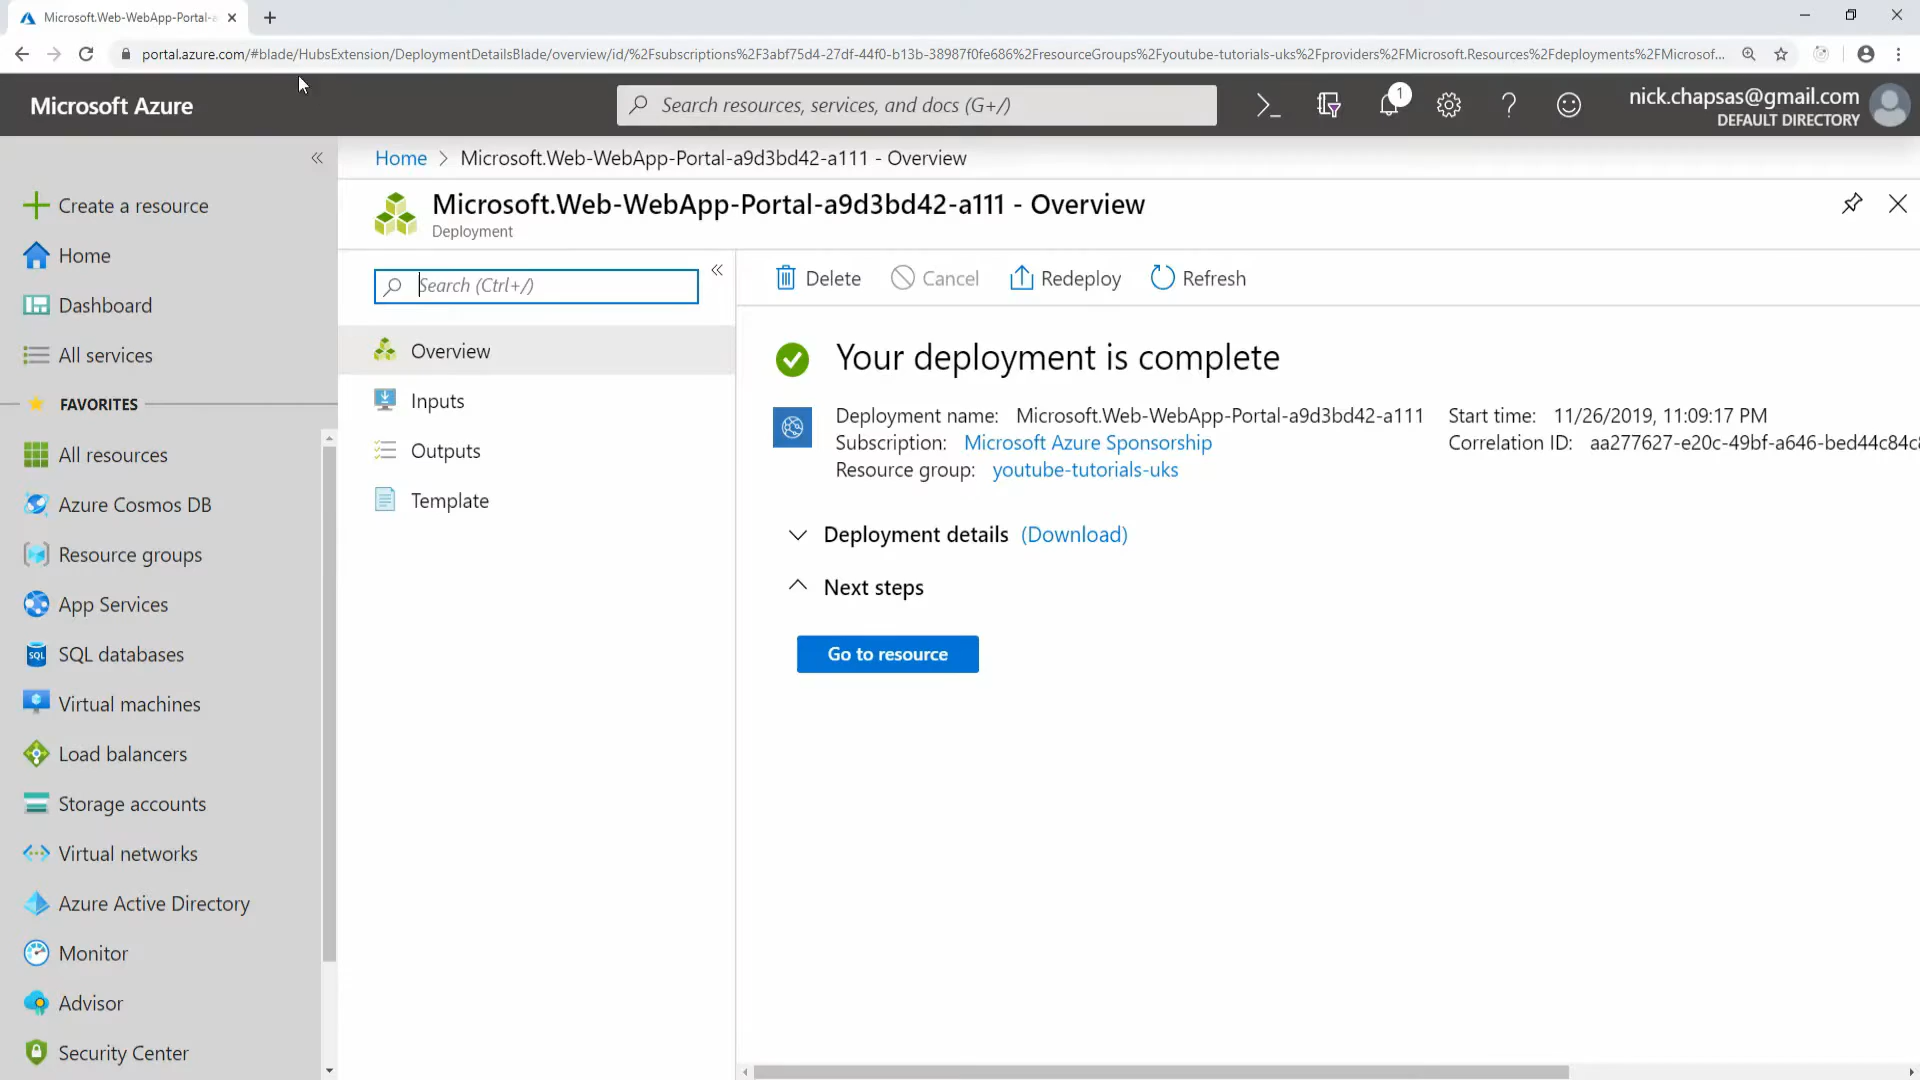 Microsoft.Web-WebApp-Portal-a
portal.azure.com/#blade/HubsExtension/DeploymentDetailsBlade/overview/id/%2Fsubscriptions%2F3abf75d4-27df-44f0-b13b-38987f0fe686%2FresourceGroups%2Fyoutube-tutorials-uks%2Fproviders%2FMicrosoft.Resources%2Fdeployments%2FMicrosof...
Microsoft Azure
Search resources, services, and docs (G+/)
1
nick.chapsas@gmail.com
DEFAULT DIRECTORY
Home > Microsoft.Web-WebApp-Portal-a9d3bd42-a111 - Overview
Microsoft.Web-WebApp-Portal-a9d3bd42-a111 - Overview
Deployment
Create a resource
Home
Dashboard
All services
FAVORITES
All resources
Azure Cosmos DB
Resource groups
App Services
SQL
SQL databases
Virtual machines
Load balancers
Storage accounts
Virtual networks
Azure Active Directory
Monitor
Advisor
Security Center
Search (Ctrl+/)
Overview
Inputs
Outputs
Template
Delete
Cancel
Redeploy
Refresh
Your deployment is complete
Deployment name: Microsoft.Web-WebApp-Portal-a9d3bd42-a111
Subscription: Microsoft Azure Sponsorship
Resource group: youtube-tutorials-uks
Start time: 11/26/2019, 11:09:17 PM
Correlation ID: aa277627-e20c-49bf-a646-bed44c84c8
Deployment details (Download)
Next steps
Go to resource